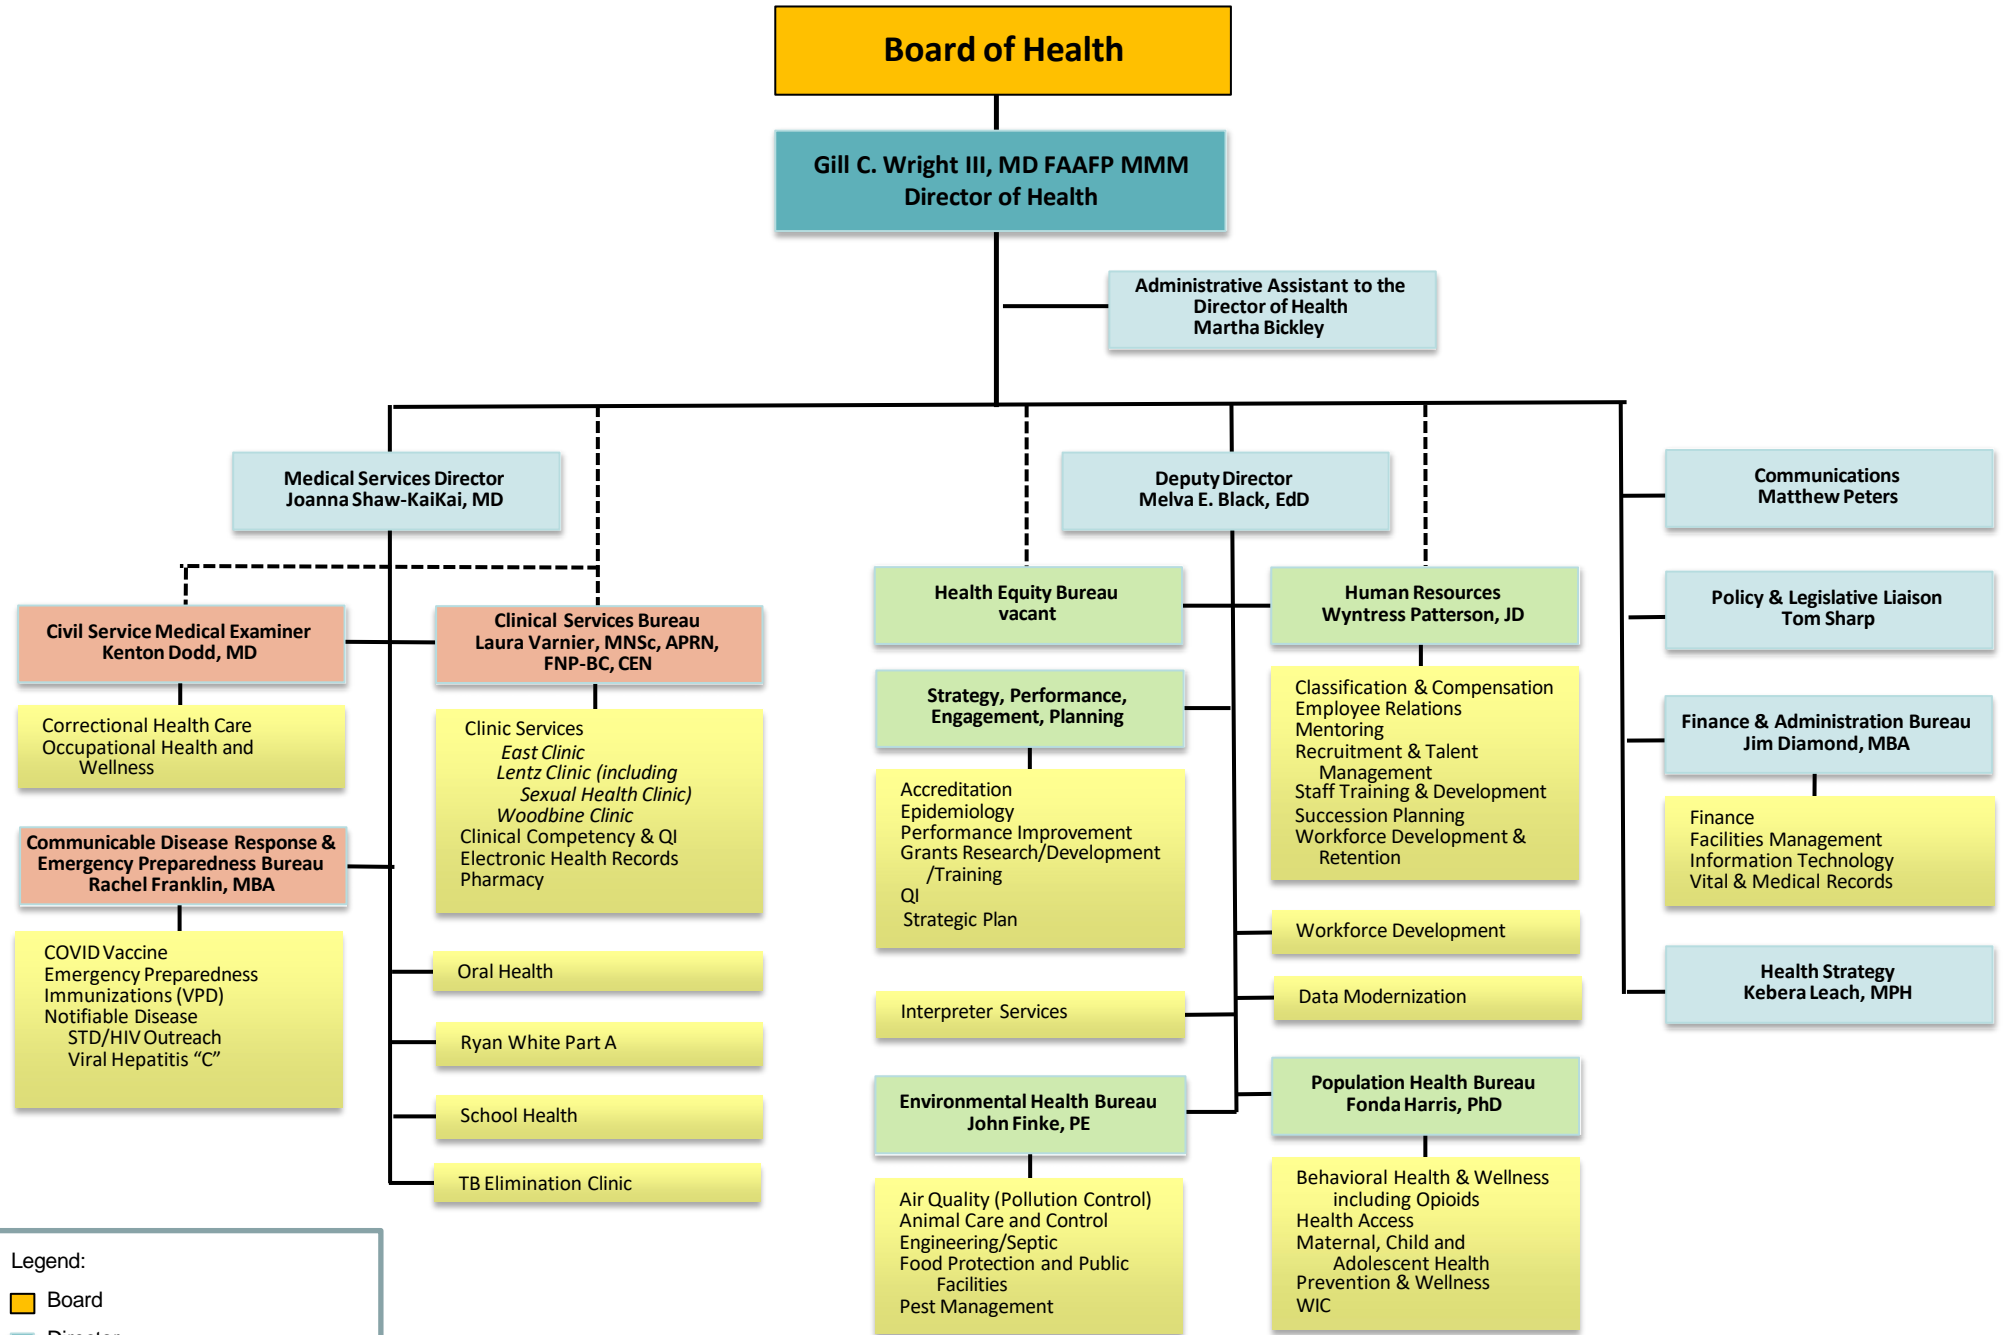 Board of Health
Gill C. Wright III, MD FAAFP MMM
Director of Health
Administrative Assistant to the
Director of Health
Martha Bickley
Medical Services Director
Joanna Shaw-KaiKai, MD
Deputy Director
Melva E. Black, EdD
Communications
Matthew Peters
Policy & Legislative Liaison
Tom Sharp
Finance & Administration Bureau
Jim Diamond, MBA
Finance
Facilities Management
Information Technology
Vital & Medical Records
Health Strategy
Kebera Leach, MPH
Civil Service Medical Examiner
Kenton Dodd, MD
Correctional Health Care
Occupational Health and
Wellness
Communicable Disease Response &
Emergency Preparedness Bureau
Rachel Franklin, MBA
COVID Vaccine
Emergency Preparedness
Immunizations (VPD)
Notifiable Disease
STD/HIV Outreach
Viral Hepatitis “C”
Clinical Services Bureau
Laura Varnier, MNSc, APRN,
FNP-BC, CEN
Clinic Services
East Clinic
Lentz Clinic (including
Sexual Health Clinic)
Woodbine Clinic
Clinical Competency & QI
Electronic Health Records
Pharmacy
Oral Health
Ryan White Part A
School Health
TB Elimination Clinic
Health Equity Bureau
vacant
Strategy, Performance,
Engagement, Planning
Accreditation
Epidemiology
Performance Improvement
Grants Research/Development
/Training
QI
Strategic Plan
Interpreter Services
Environmental Health Bureau
John Finke, PE
Air Quality (Pollution Control)
Animal Care and Control
Engineering/Septic
Food Protection and Public
Facilities
Pest Management
Human Resources
Wyntress Patterson, JD
Classification & Compensation
Employee Relations
Mentoring
Recruitment & Talent
Management
Staff Training & Development
Succession Planning
Workforce Development &
Retention
Workforce Development
Data Modernization
Population Health Bureau
Fonda Harris, PhD
Behavioral Health & Wellness
including Opioids
Health Access
Maternal, Child and
Adolescent Health
Prevention & Wellness
WIC
Legend:
Board